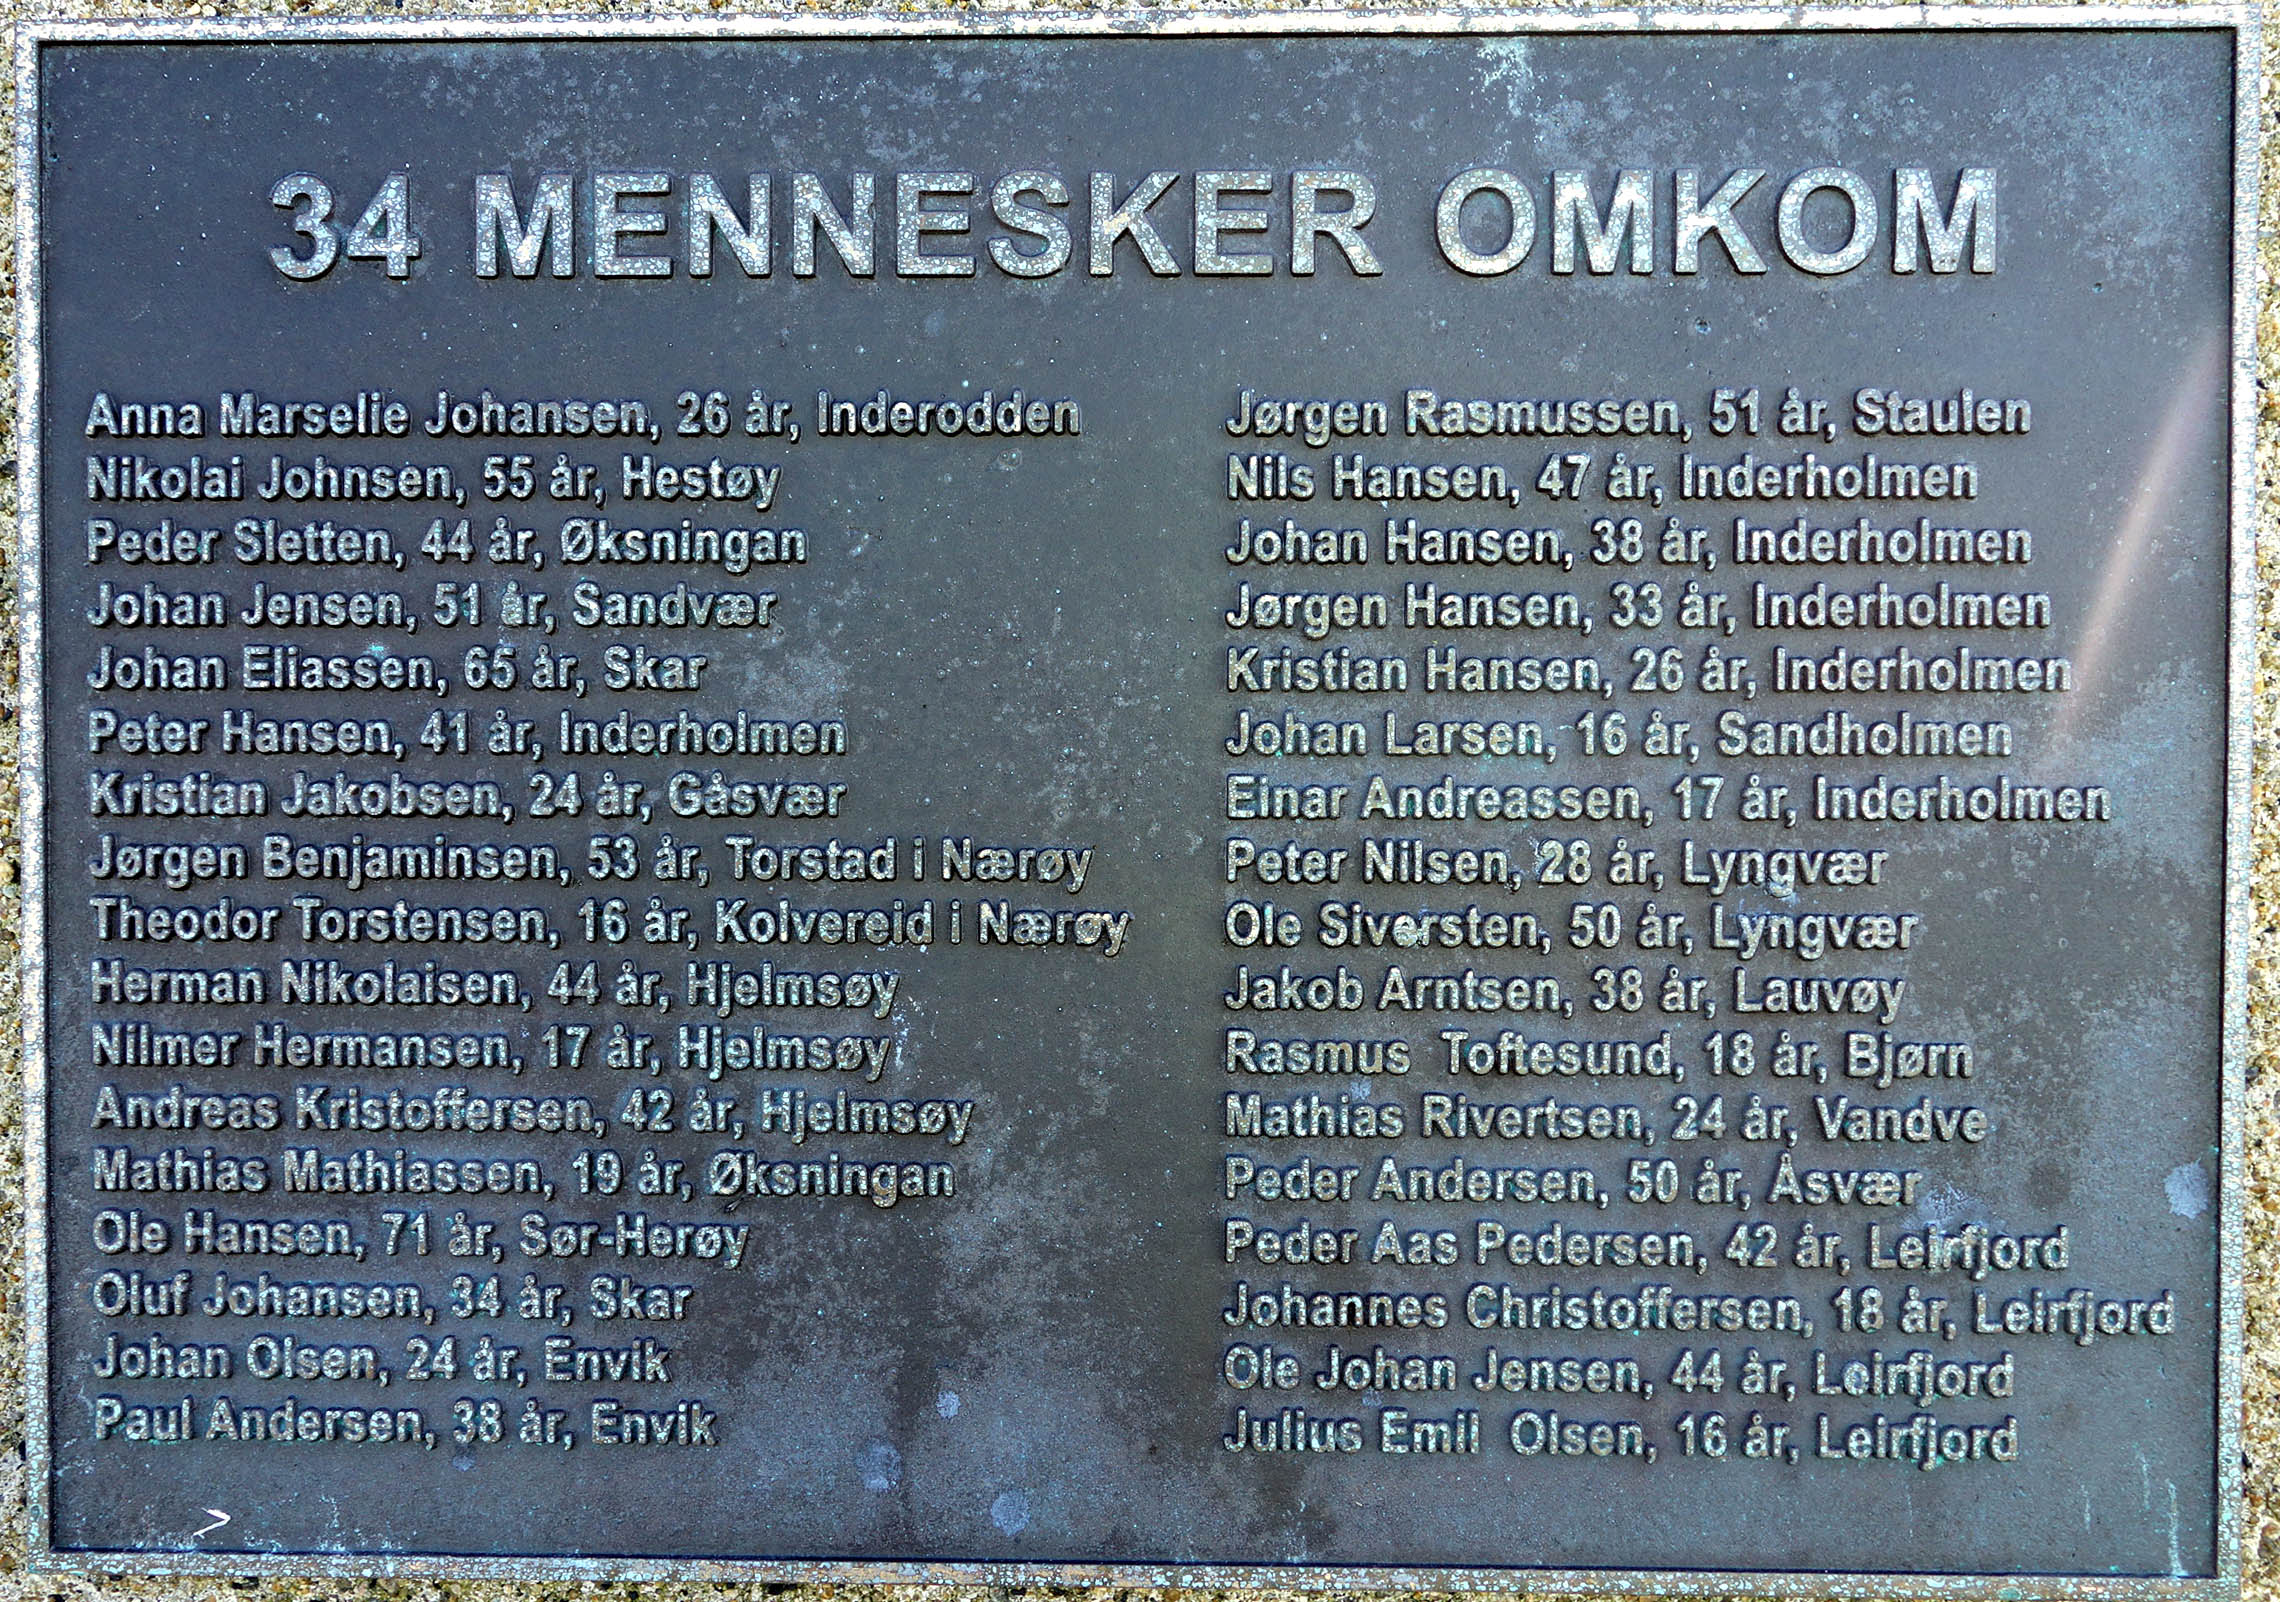 34 MENNESKER OMKOM
Anna Marselie Johansen, 26 år, Inderodden
Nikolai Johnsen, 55 år, Hestøy
Peder Sletten, 44 år, Øksningan
Johan Jensen, 51 år, Sandvær
Johan Eliassen, 65 år, Skar
Peter Hansen, 41 år, Inderholmen
Kristian Jakobsen, 24 år, Gåsvær
Jørgen Benjaminsen, 53 år, Torstad i Nærøy
Theodor Torstensen, 16 år, Kolvereid i Nærøy
Herman Nikolaisen, 44 år, Hjelmsøy
Nilmer Hermansen, 17 år, Hjelmsøy
Andreas Kristoffersen, 42 år, Hjelmsøy
Mathias Mathiassen, 19 år, Øksningan
Ole Hansen, 71 år, Sør-Herøy
Oluf Johansen, 34 år, Skar
Johan Olsen, 24 år, Envik
Paul Andersen, 38 år, Envik
Jørgen Rasmussen, 51 år, Staulen
Nils Hansen, 47 år, Inderholmen
Johan Hansen, 38 år, Inderholmen
Jørgen Hansen, 33 år, Inderholmen
Kristian Hansen, 26 år, Inderholmen
Johan Larsen, 16 år, Sandholmen
Einar Andreassen, 17 år, Inderholmen
Peter Nilsen, 28 år, Lyngvær
Ole Siversten, 50 år, Lyngvær
Jakob Arntsen, 38 år, Lauvøy
Rasmus Toftesund, 18 år, Bjørn
Mathias Rivertsen, 24 år, Vandve
Peder Andersen, 50 år, Åsvær
Peder Aas Pedersen, 42 år, Leirfjord
Johannes Christoffersen, 18 år, Leirfjord
Ole Johan Jensen, 44 år, Leirfjord
Julius Emil Olsen, 16 år, Leirfjord